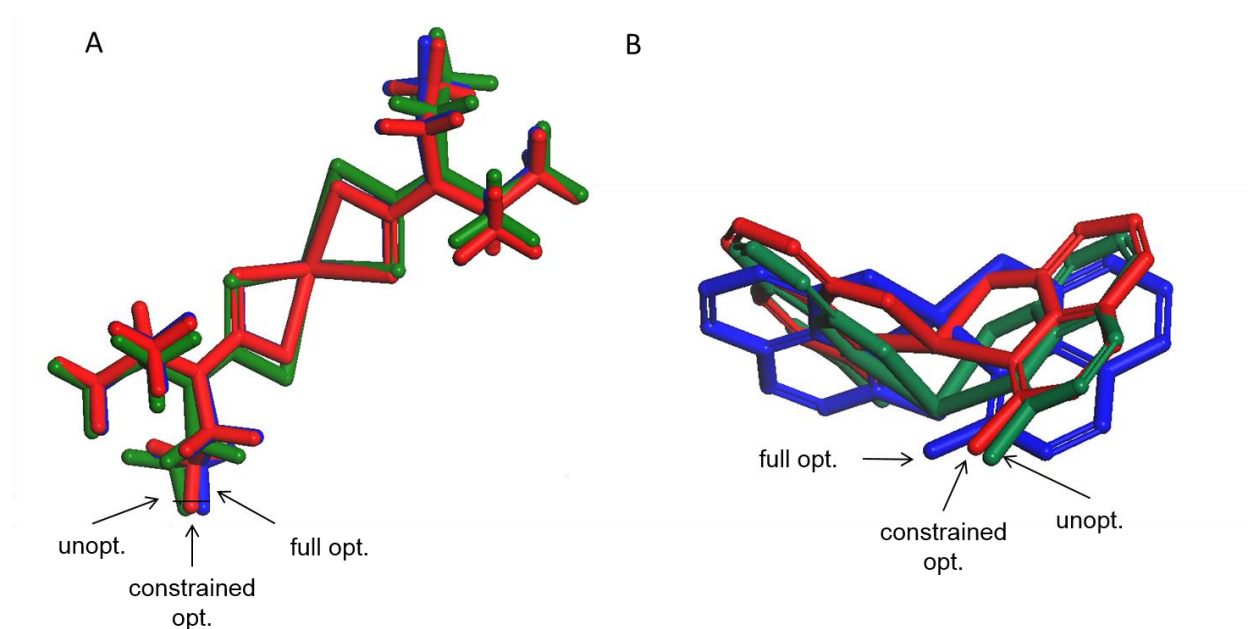 A
B
unopt.
full opt.
constrained
opt.
full opt.
constrained
opt.
unopt.